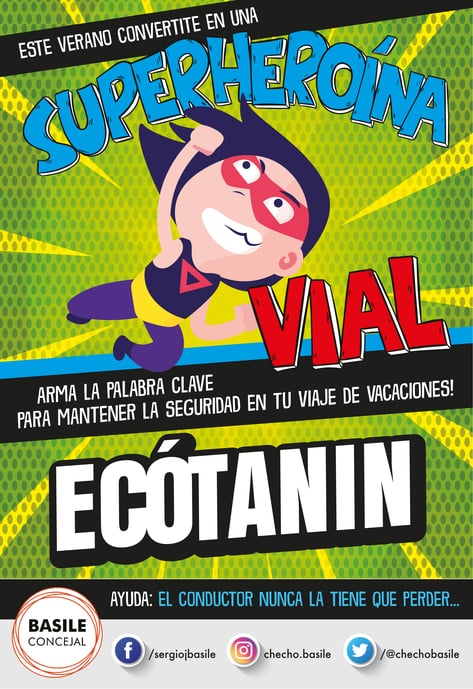 ESTE VERANO CONVERTITE EN UNA
SUPERHEROÍNA
VIAL
ARMA LA PALABRA CLAVE
PARA MANTENER LA SEGURIDAD EN TU VIAJE DE VACACIONES!
ECÓTANIN
AYUDA: EL CONDUCTOR NUNCA LA TIENE QUE PERDER...
BASILE
CONCEJAL
/sergiojbasile
checho.basile
/@chechobasile